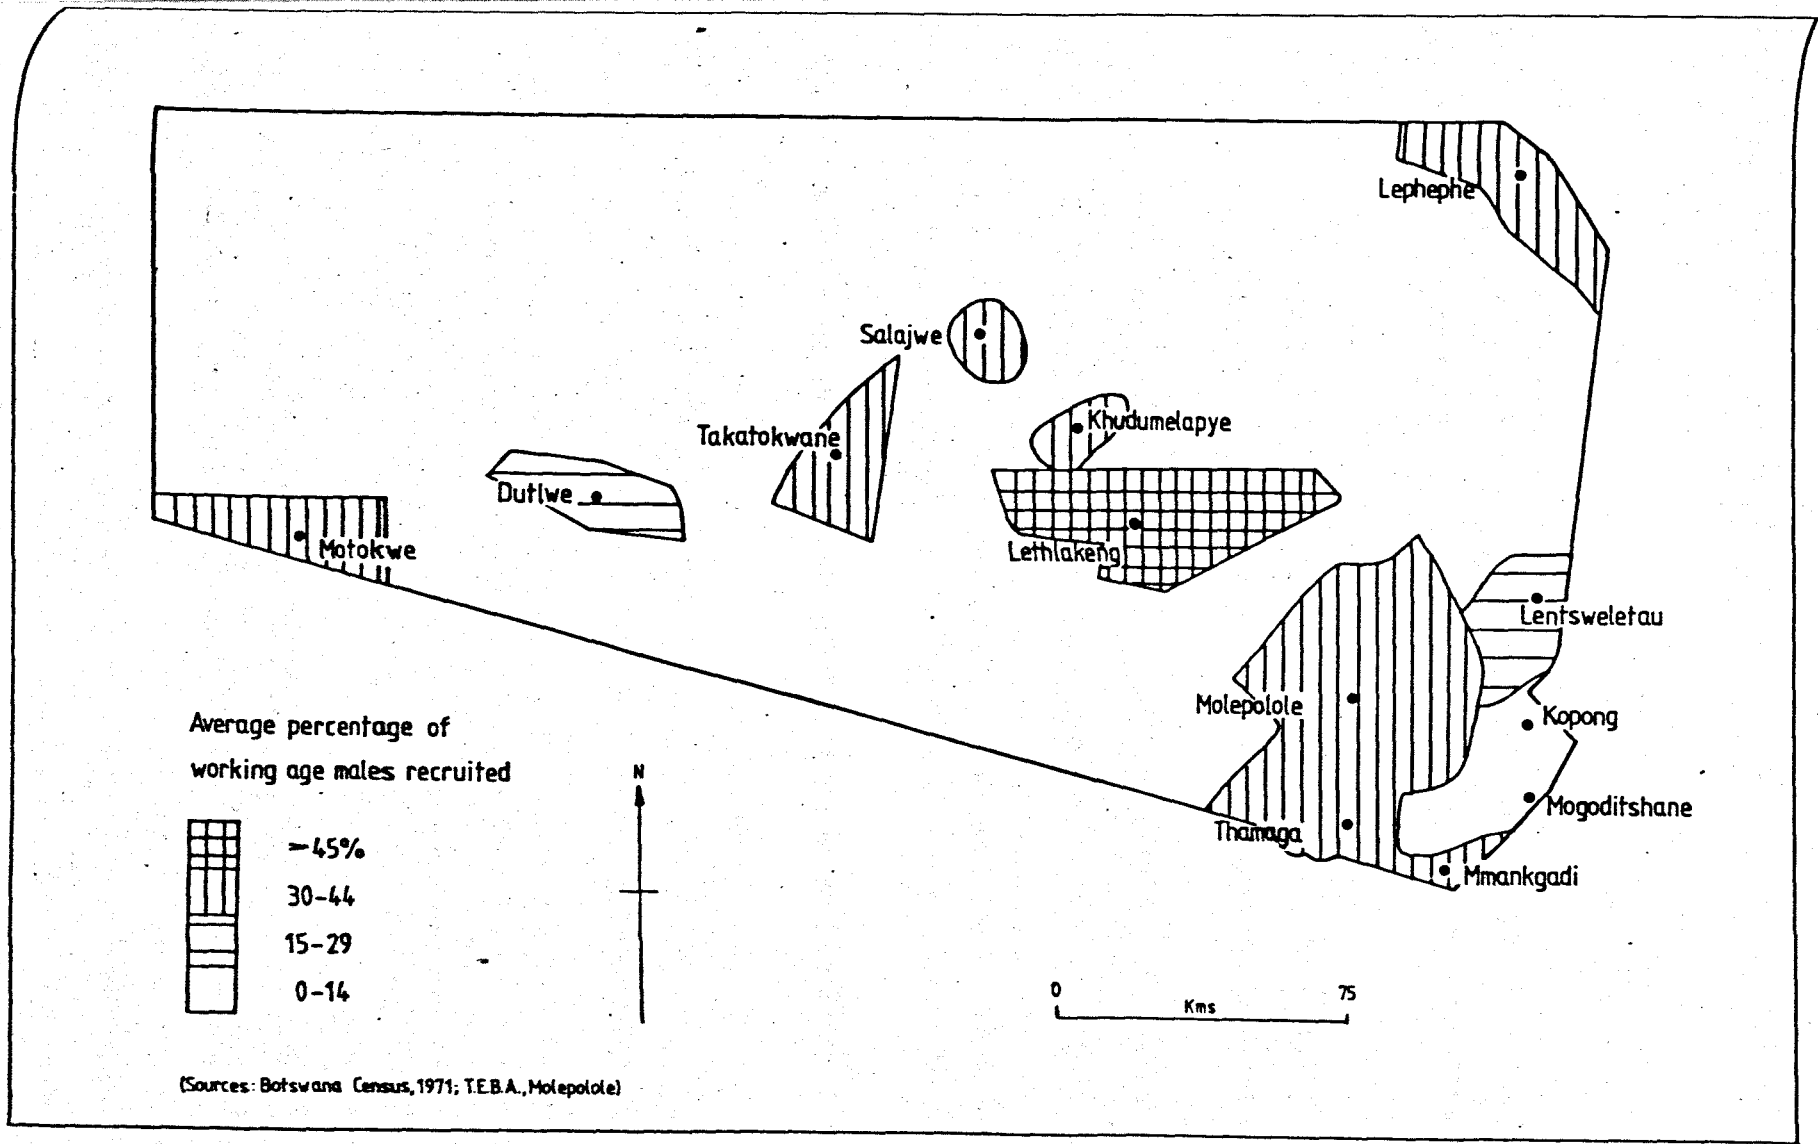 Lephephe
Salajwe
Khudumelapye
Takatokwane
Dutlwe
Motokwe
Lethlakeng
Lentsweletau
Molepolole
Kopong
Mogoditshane
Thamaga
Mmankgadi
Average percentage of
working age males recruited
>45%
30-44
15-29
0-14
N
0 75
Kms
(Sources: Botswana Census, 1971; T.E.B.A., Molepolole)